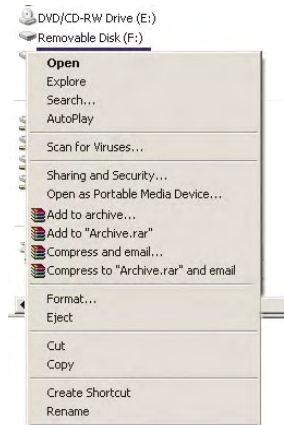 DVD/CD-RW Drive (E:)
Removable Disk (F:)
Open
Explore
Search...
AutoPlay
Scan for Viruses...
Sharing and Security...
Open as Portable Media Device...
Add to archive...
Add to "Archive.rar"
Compress and email...
Compress to "Archive.rar" and email
Format...
Eject
Cut
Copy
Create Shortcut
Rename